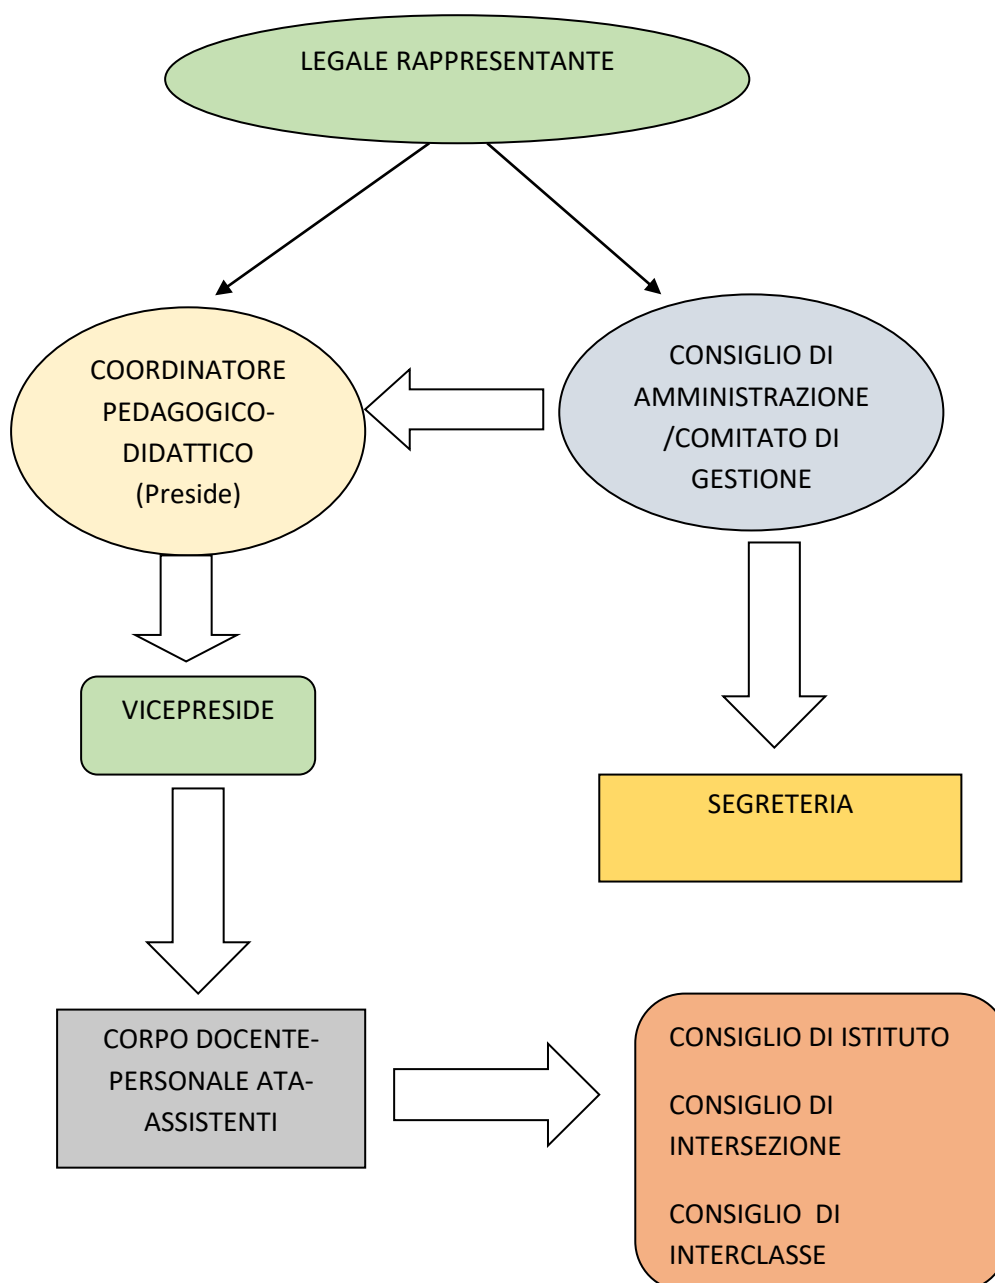 LEGALE RAPPRESENTANTE
COORDINATORE
PEDAGOGICO-
DIDATTICO
(Preside)
CONSIGLIO DI
AMMINISTRAZIONE
/COMITATO DI
GESTIONE
VICEPRESIDE
SEGRETERIA
CORPO DOCENTE-
PERSONALE ATA-
ASSISTENTI
CONSIGLIO DI ISTITUTO
CONSIGLIO DI
INTERSEZIONE
CONSIGLIO DI
INTERCLASSE